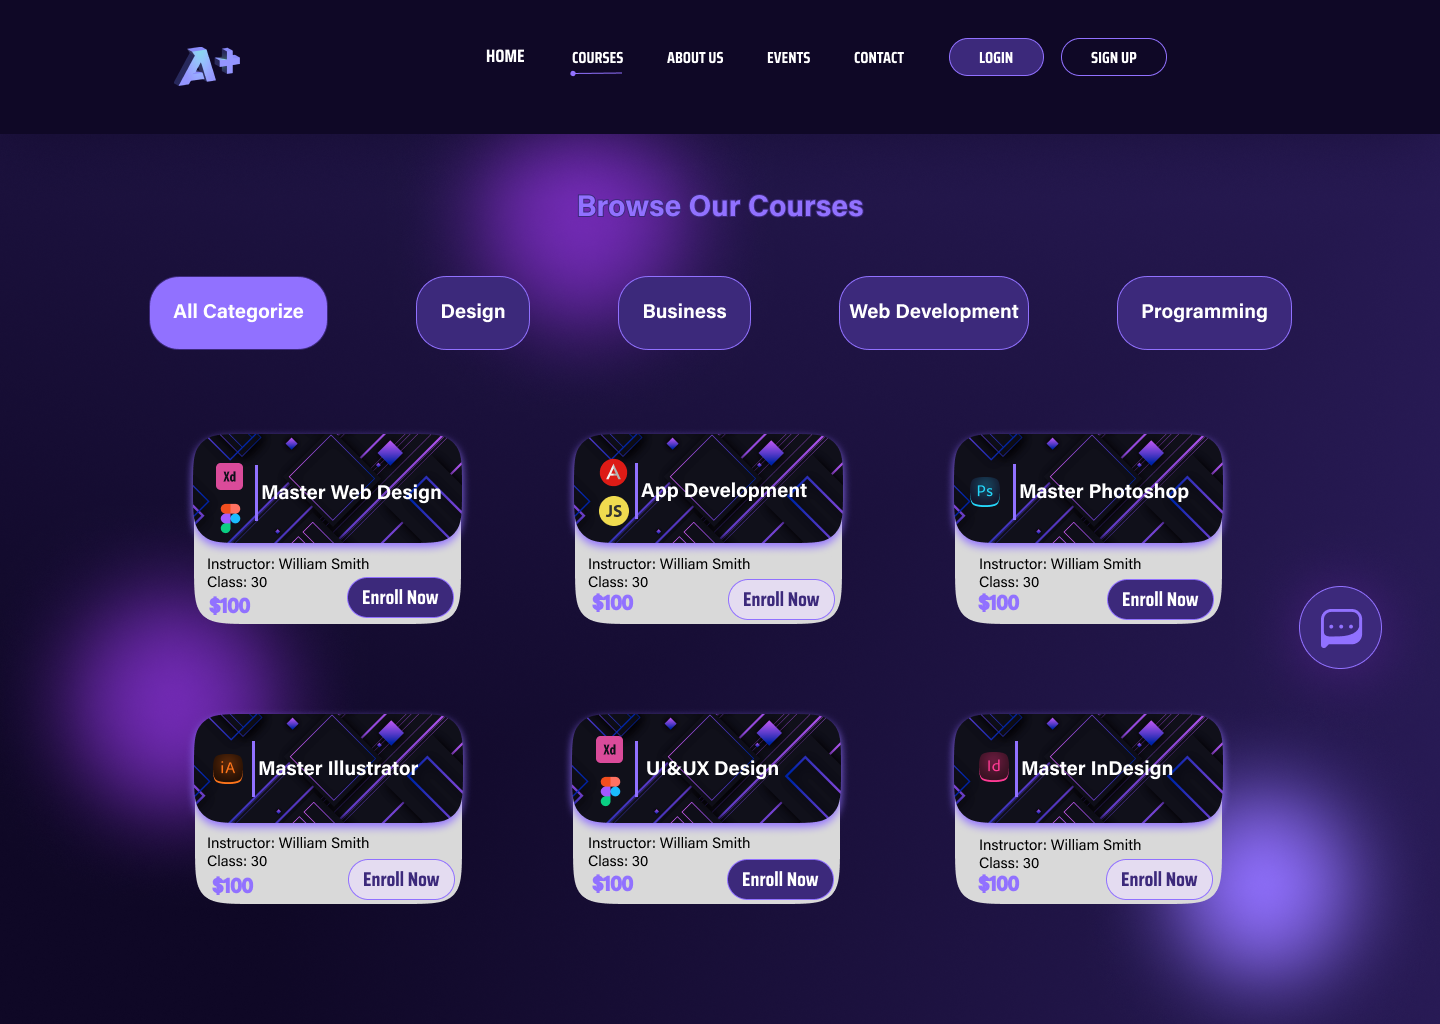 A+
HOME
COURSES
ABOUT US
EVENTS
CONTACT
LOGIN
SIGN UP
Browse Our Courses
All Categorize
Design
Business
Web Development
Programming
Xd
Master Web Design
Instructor: William Smith
Class: 30
$100
Enroll Now
A
JS
App Development
Instructor: William Smith
Class: 30
$100
Enroll Now
Ps
Master Photoshop
Instructor: William Smith
Class: 30
$100
Enroll Now
iA
Master Illustrator
Instructor: William Smith
Class: 30
$100
Enroll Now
Xd
UI&UX Design
Instructor: William Smith
Class: 30
$100
Enroll Now
Id
Master InDesign
Instructor: William Smith
Class: 30
$100
Enroll Now